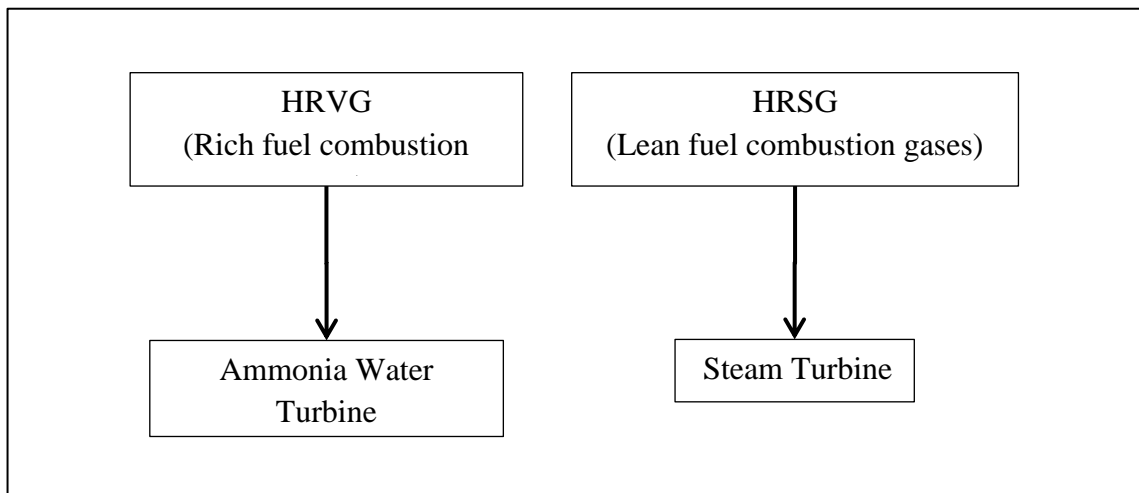 HRVG
(Rich fuel combustion
Ammonia Water
Turbine
HRSG
(Lean fuel combustion gases)
Steam Turbine